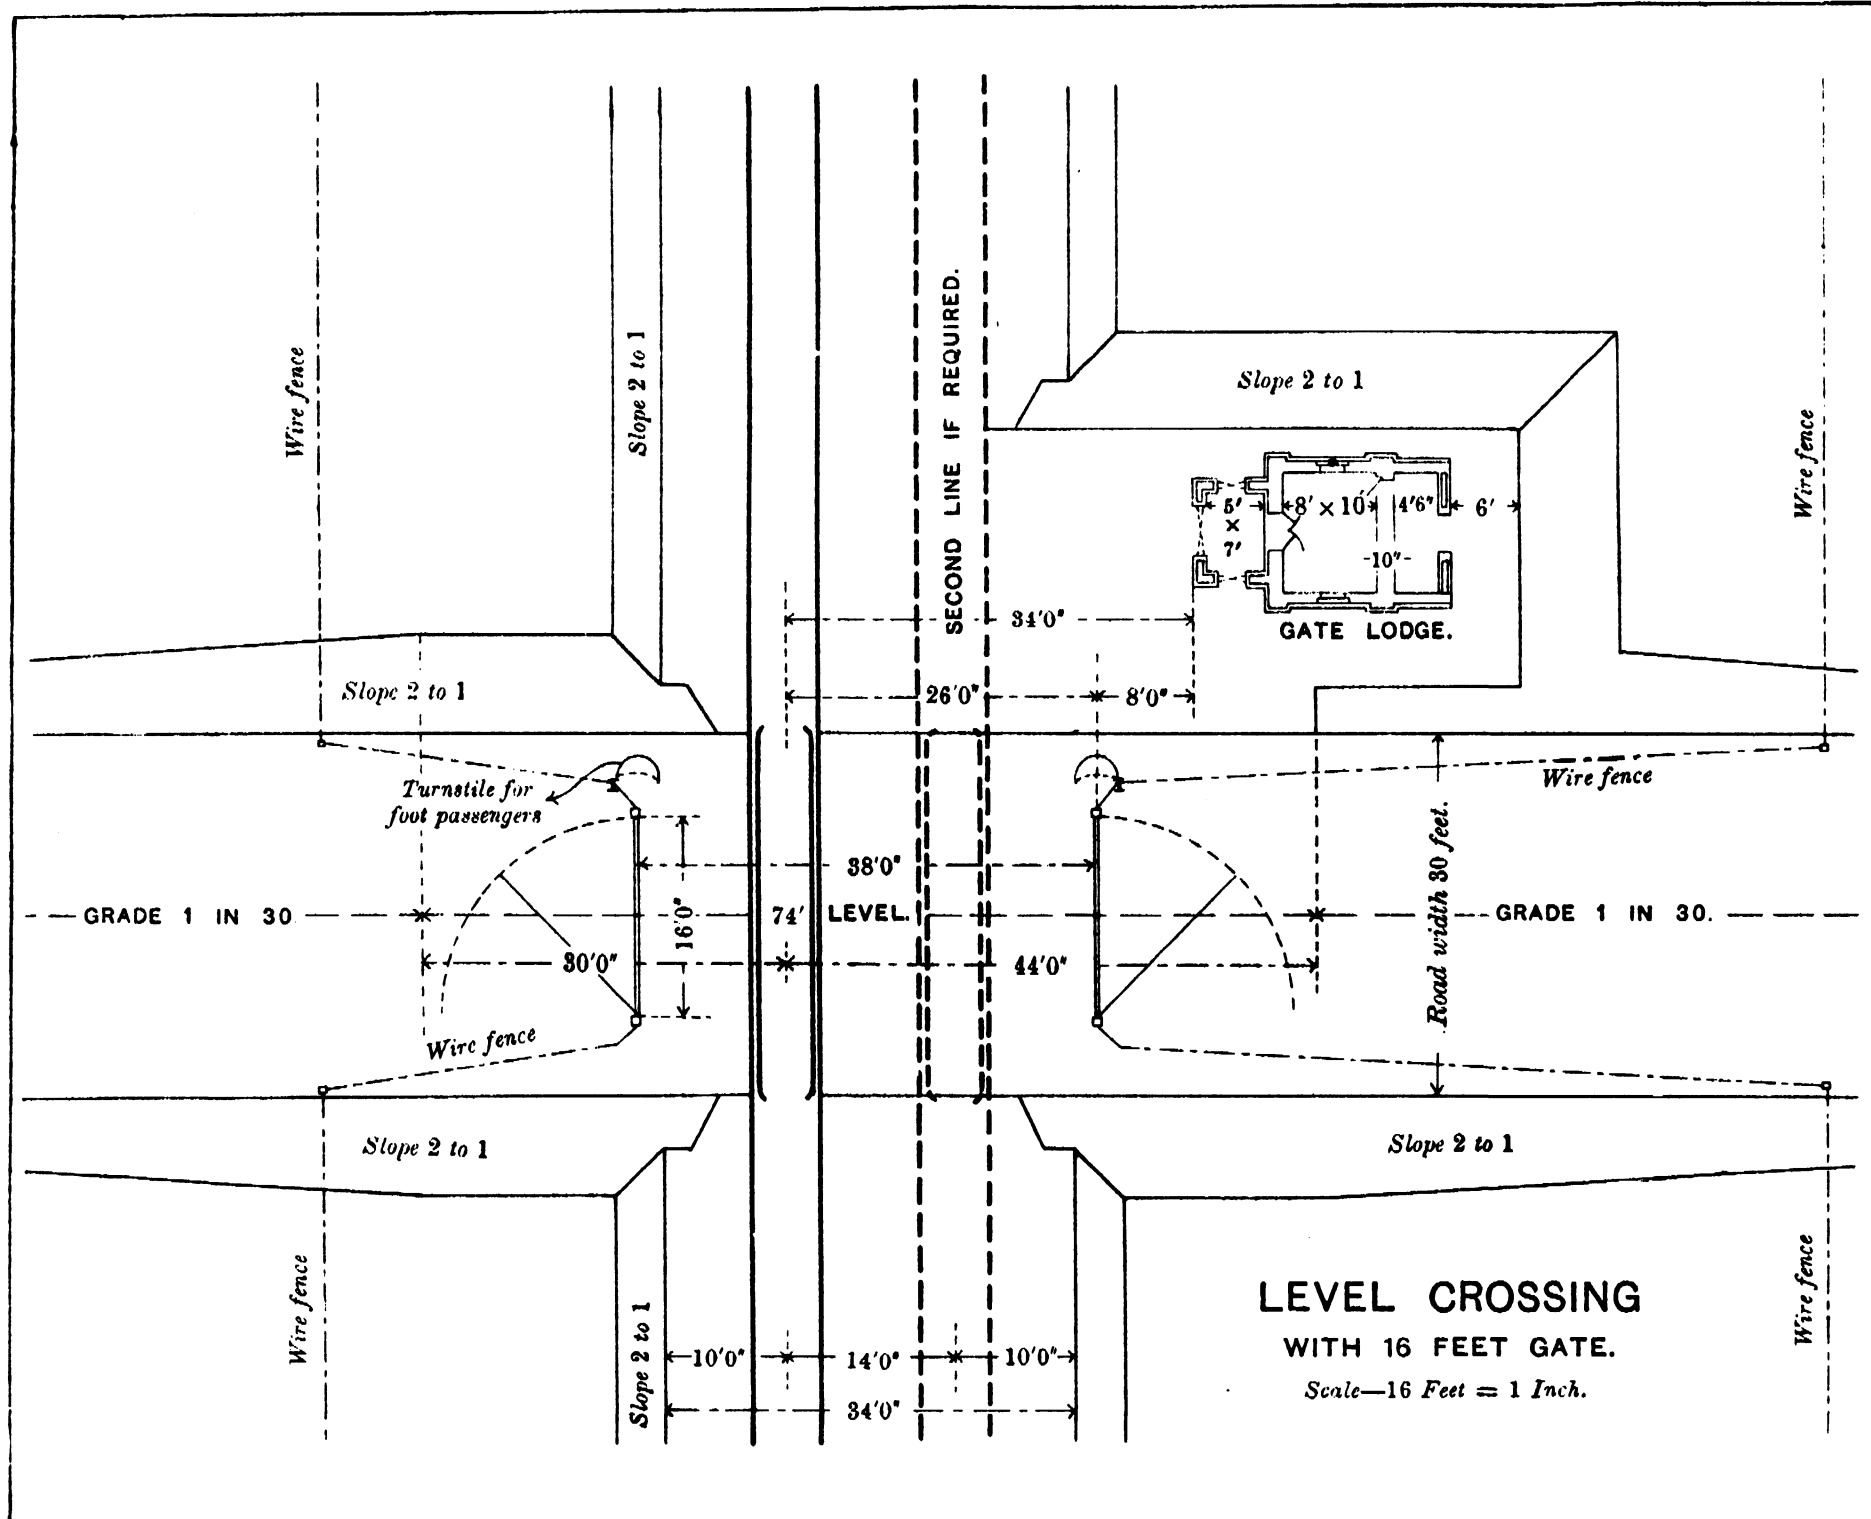 Wire fence
Slope 2 to 1
SECOND LINE IF REQUIRED.
Slope 2 to 1
Wire fence
5'
×
7'
8' × 10'
4'6"
6'
10"
GATE LODGE.
34'0"
26'0"
8'0"
Slope 2 to 1
Turnstile for
foot passengers
Wire fence
38'0"
Road width 30 feet.
GRADE 1 IN 30
16'0"
74'
LEVEL.
GRADE 1 IN 30.
30'0"
44'0"
Wire fence
Slope 2 to 1
Slope 2 to 1
Wire fence
Slope 2 to 1
10'0"
14'0"
10'0"
34'0"
LEVEL CROSSING
WITH 16 FEET GATE.
Scale—16 Feet = 1 Inch.
Wire fence